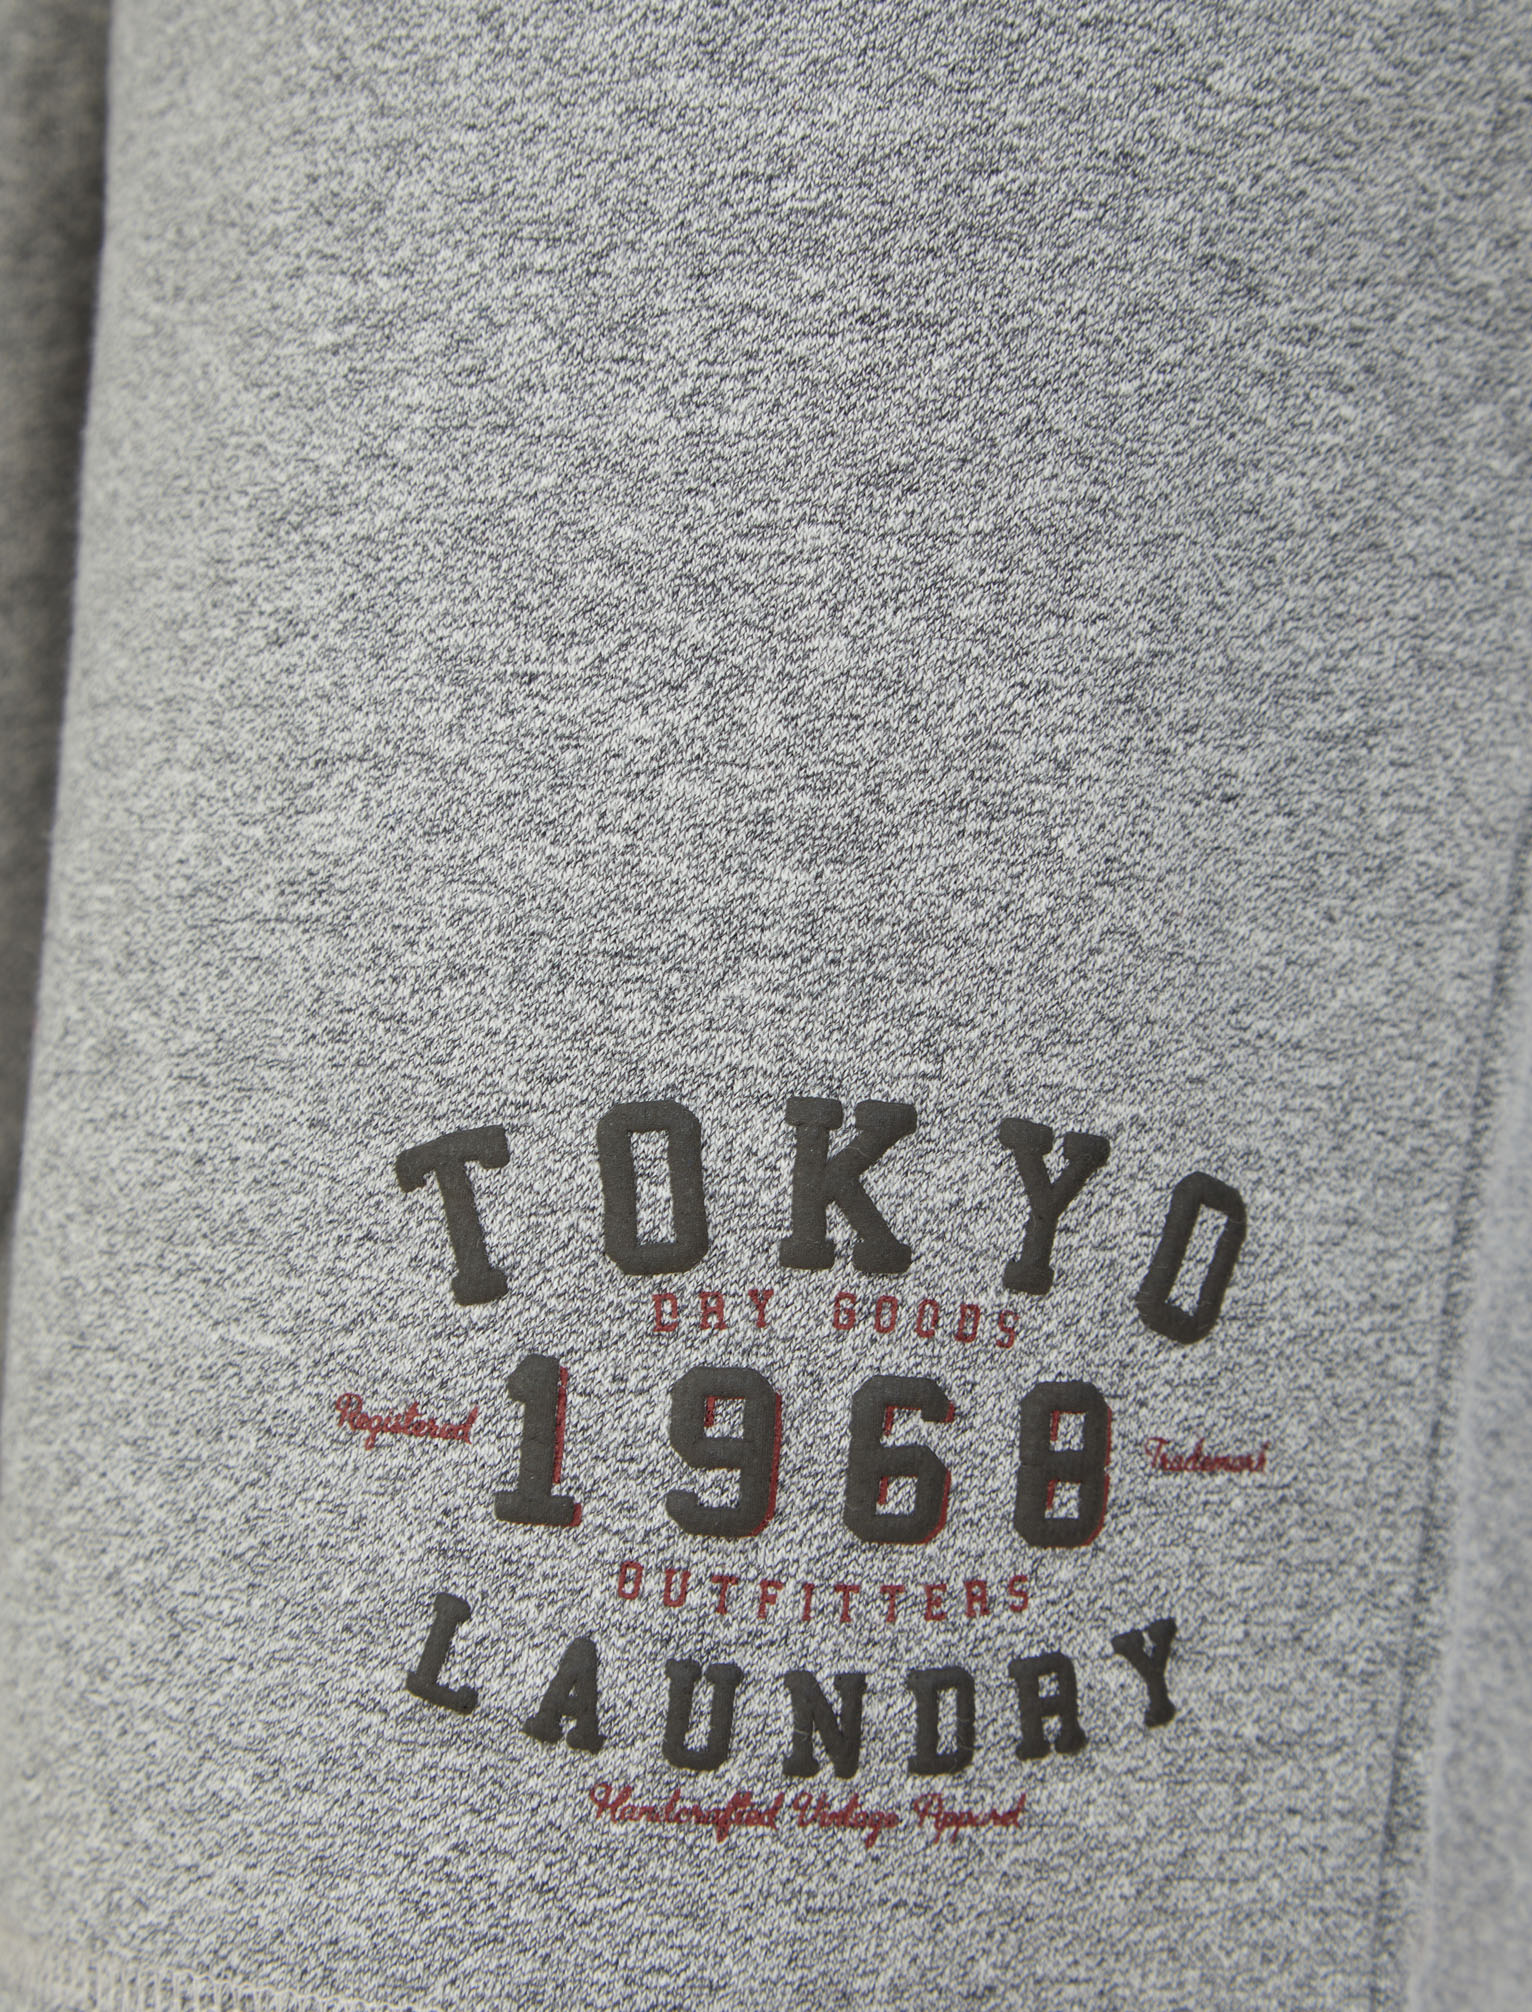 TOKYO
DRY GOODS
Registered 1968 Trademark
OUTFITTERS
LAUNDRY
Handcrafted Vintage Apparel